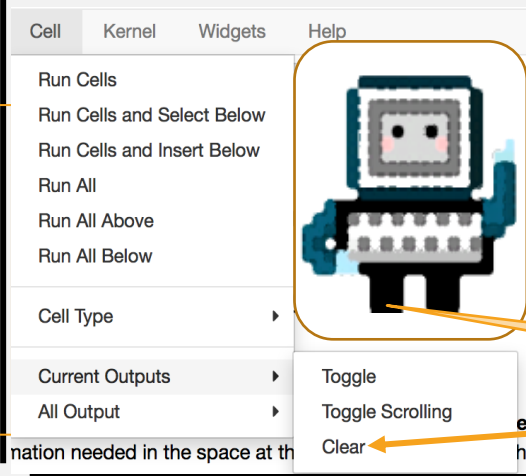 Cell Kernel Widgets Help
Run Cells
Run Cells and Select Below
Run Cells and Insert Below
Run All
Run All Above
Run All Below
Cell Type
Current Outputs
All Output
Toggle
Toggle Scrolling
Clear
mation needed in the space at th